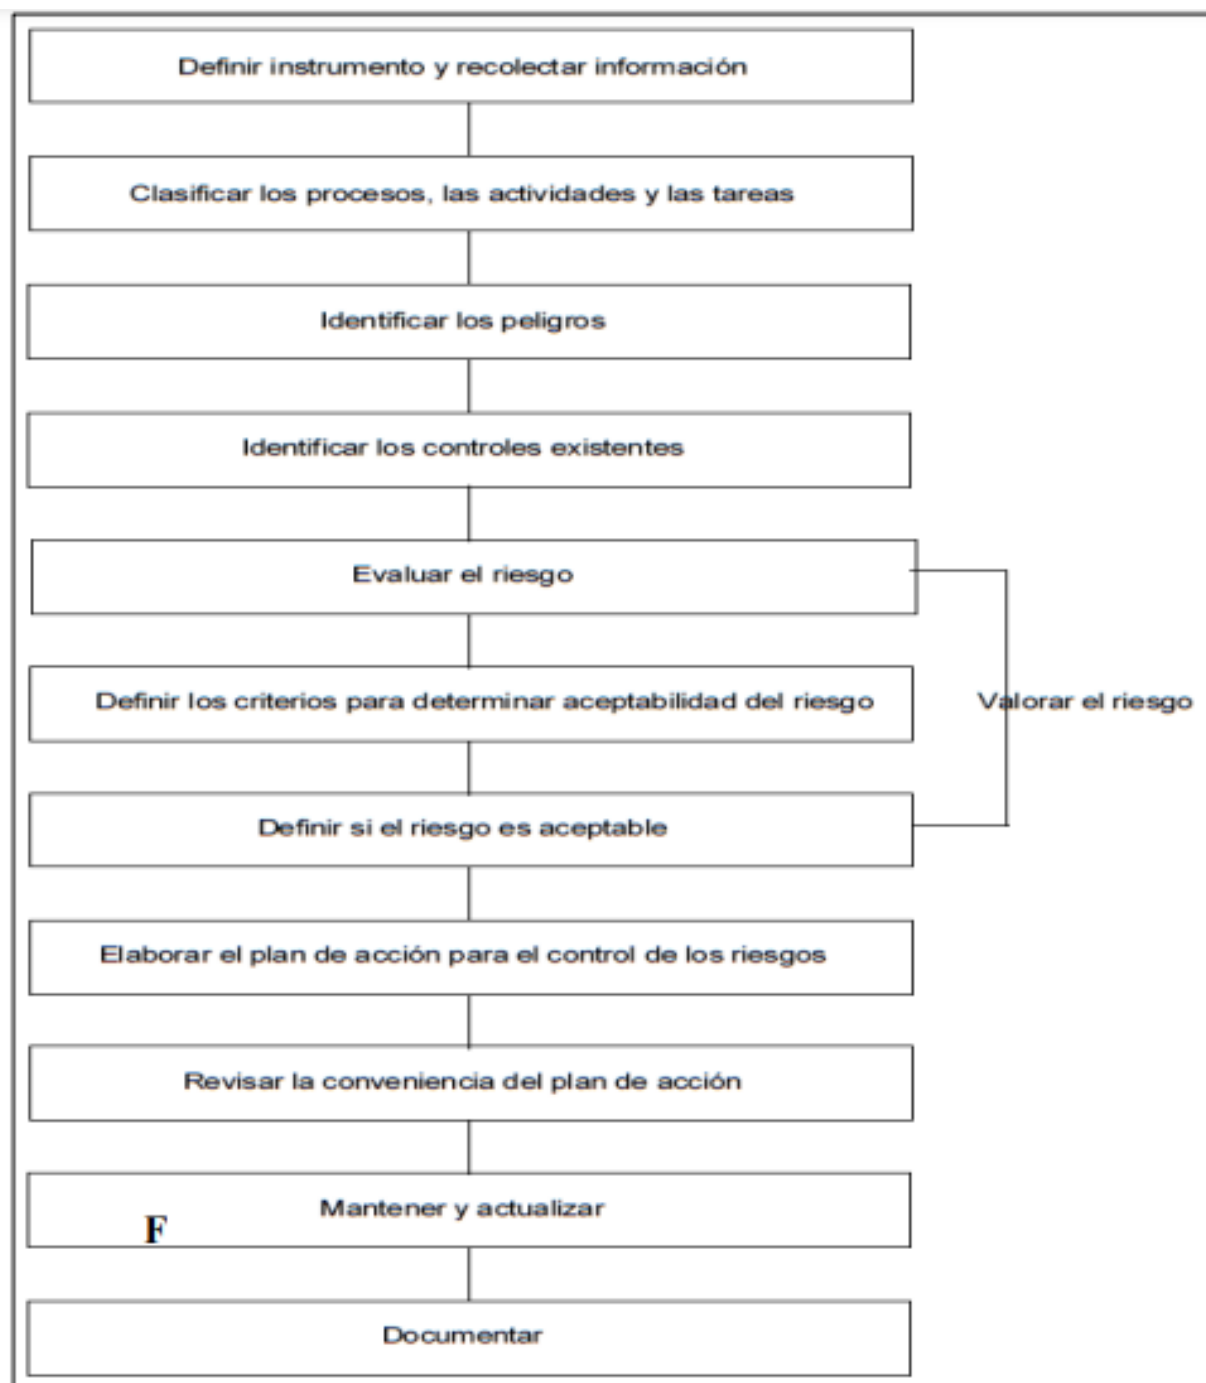 Definir instrumento y recolectar información
Clasificar los procesos, las actividades y las tareas
Identificar los peligros
Identificar los controles existentes
Evaluar el riesgo
Definir los criterios para determinar aceptabilidad del riesgo
Valorar el riesgo
Definir si el riesgo es aceptable
Elaborar el plan de acción para el control de los riesgos
Revisar la conveniencia del plan de acción
Mantener y actualizar
F
Documentar